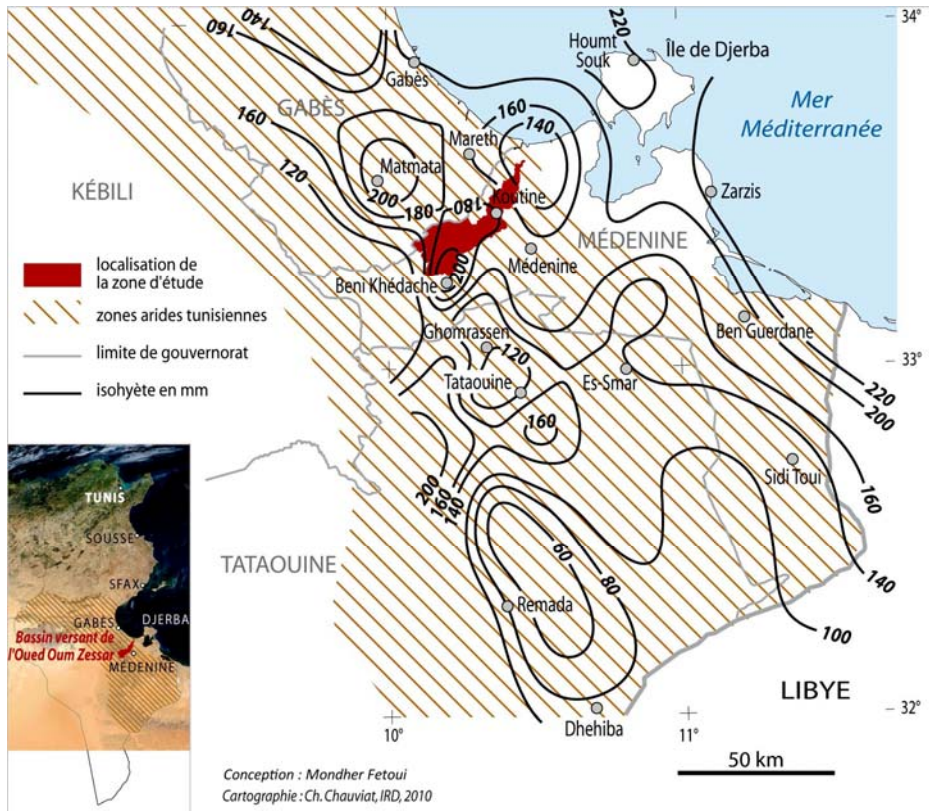 140
160
220
34°
Houmt
Souk
Île de Djerba
Gabès
Mer
Méditerranée
GABÈS
160
160
140
Mareth
120
Matmata
KÉBILI
200
180
180
Koutine
Zarzis
MÉDENINE
localisation de
la zone d'étude
Médenine
200
Beni Khédache
zones arides tunisiennes
Ghomrassen
Ben Guerdane
limite de gouvernorat
120
33°
Tataouine
Es-Smar
isohyète en mm
220
200
160
Sidi Toui
160
200
160
140
TUNIS
SOUSSE
TATAOUINE
60
80
140
SFAX
Remada
100
GABÈS
DJERBA
Bassin versant de
l'Oued Oum Zessar
MÉDENINE
LIBYE
32°
10°
Dhehiba
11°
50 km
Conception : Mondher Fetoui
Cartographie : Ch. Chauviat, IRD, 2010